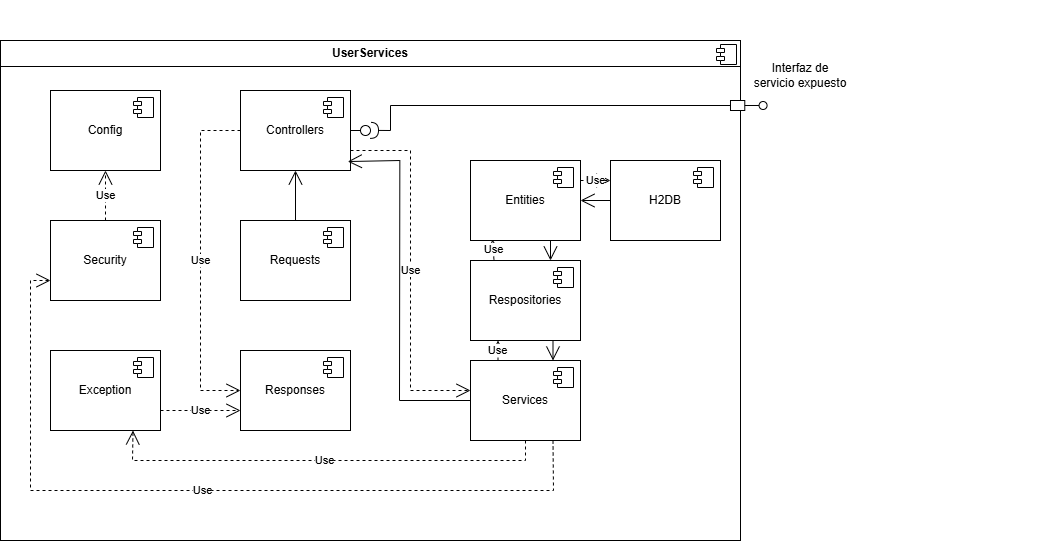 UserServices
Interfaz de
servicio expuesto
Config
Controllers
Use
Use
Entities
H2DB
Use
Security
Requests
Use
Use
Respositories
Use
Exception
Responses
Services
Use
Use
Use